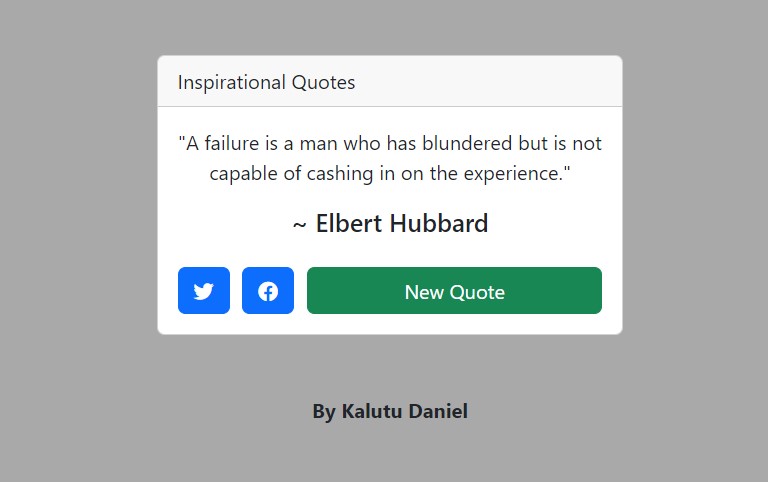 Inspirational Quotes
"A failure is a man who has blundered but is not
capable of cashing in on the experience."
~ Elbert Hubbard
New Quote
By Kalutu Daniel